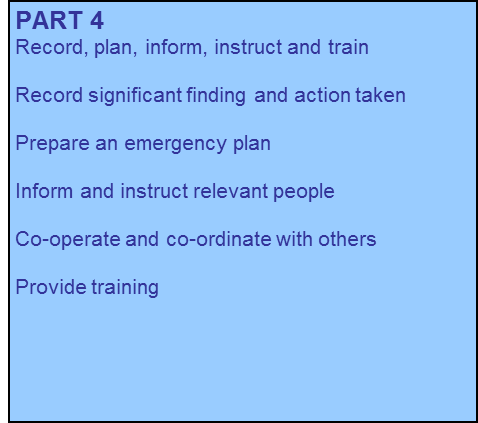 PART 4
Record, plan, inform, instruct and train
Record significant finding and action taken
Prepare an emergency plan
Inform and instruct relevant people
Co-operate and co-ordinate with others
Provide training